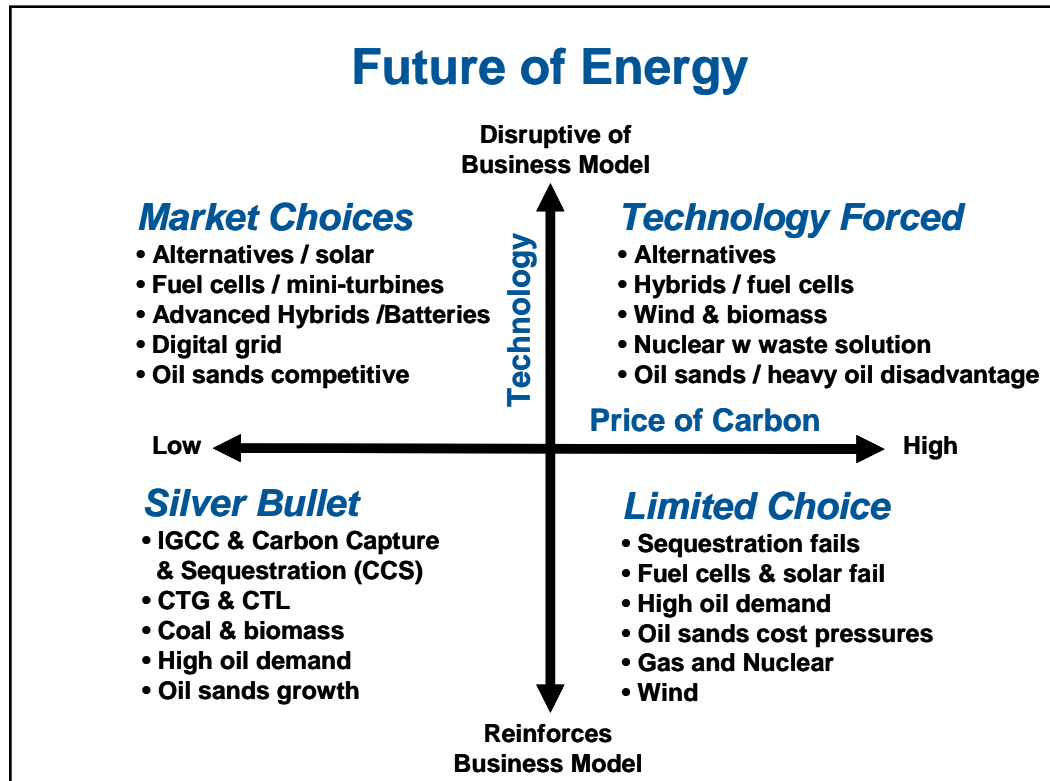 Future of Energy
Disruptive of
Business Model
Market Choices
• Alternatives / solar
• Fuel cells / mini-turbines
• Advanced Hybrids /Batteries
• Digital grid
• Oil sands competitive
Technology
Technology Forced
• Alternatives
• Hybrids / fuel cells
• Wind & biomass
• Nuclear w waste solution
• Oil sands / heavy oil disadvantage
Price of Carbon
Low
High
Silver Bullet
• IGCC & Carbon Capture
& Sequestration (CCS)
• CTG & CTL
• Coal & biomass
• High oil demand
• Oil sands growth
Limited Choice
• Sequestration fails
• Fuel cells & solar fail
• High oil demand
• Oil sands cost pressures
• Gas and Nuclear
• Wind
Reinforces
Business Model